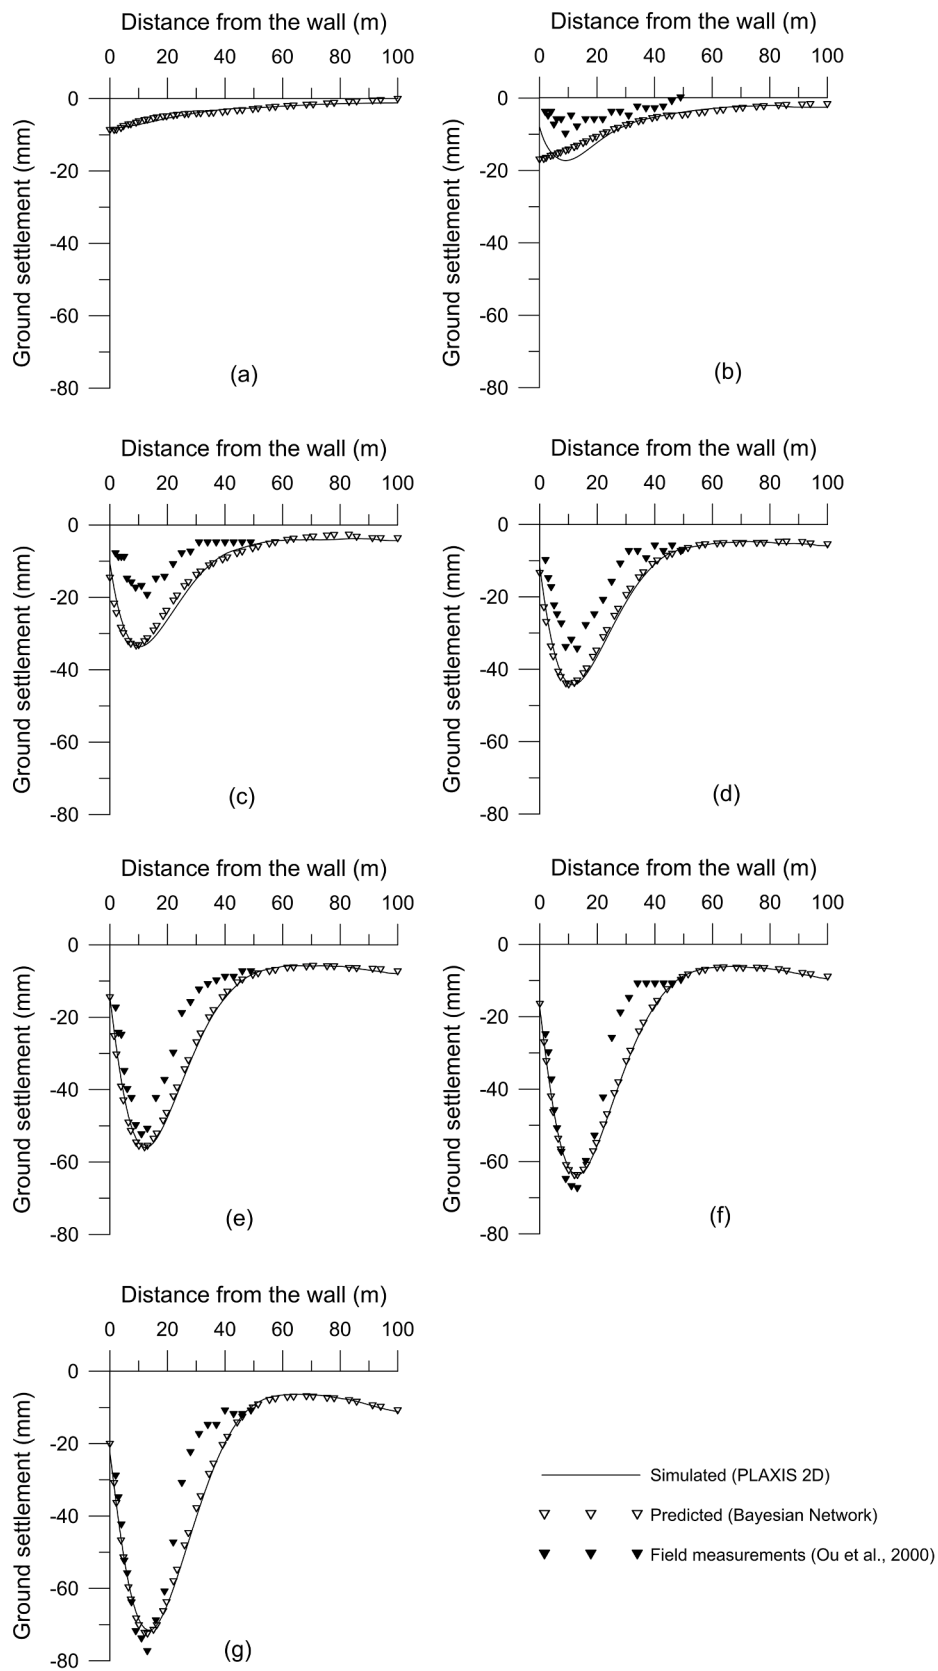 Distance from the wall (m)
0 20 40 60 80 100
Ground settlement (mm)
0
-20
-40
-60
-80
(a)
Distance from the wall (m)
0 20 40 60 80 100
Ground settlement (mm)
0
-20
-40
-60
-80
(b)
Distance from the wall (m)
0 20 40 60 80 100
Ground settlement (mm)
0
-20
-40
-60
-80
(c)
Distance from the wall (m)
0 20 40 60 80 100
Ground settlement (mm)
0
-20
-40
-60
-80
(d)
Distance from the wall (m)
0 20 40 60 80 100
Ground settlement (mm)
0
-20
-40
-60
-80
(e)
Distance from the wall (m)
0 20 40 60 80 100
Ground settlement (mm)
0
-20
-40
-60
-80
(f)
Distance from the wall (m)
0 20 40 60 80 100
Ground settlement (mm)
0
-20
-40
-60
-80
(g)
Simulated (PLAXIS 2D)
Predicted (Bayesian Network)
Field measurements (Ou et al., 2000)